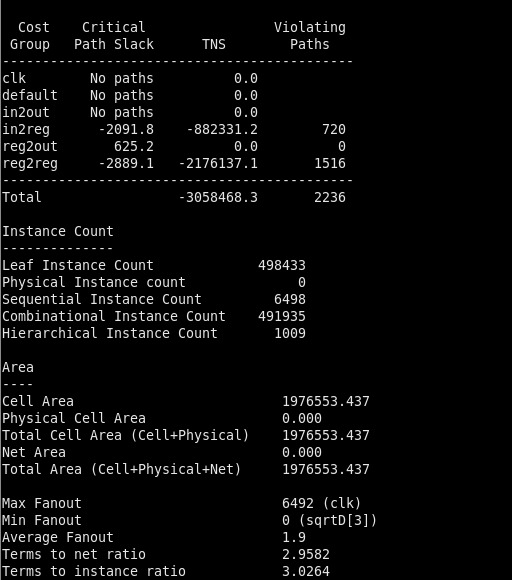 Cost    Critical                Violating
 Group   Path Slack      TNS        Paths
--------------------------------------------
clk        No paths          0.0
default    No paths          0.0
in2out     No paths          0.0
in2reg      -2091.8    -882331.2        720
reg2out       625.2          0.0          0
reg2reg     -2889.1   -2176137.1       1516
--------------------------------------------
Total                 -3058468.3       2236

Instance Count
--------------
Leaf Instance Count             498433
Physical Instance count              0
Sequential Instance Count         6498
Combinational Instance Count    491935
Hierarchical Instance Count       1009

Area
----
Cell Area                          1976553.437
Physical Cell Area                 0.000
Total Cell Area (Cell+Physical)    1976553.437
Net Area                           0.000
Total Area (Cell+Physical+Net)     1976553.437

Max Fanout                         6492 (clk)
Min Fanout                         0 (sqrtD[3])
Average Fanout                     1.9
Terms to net ratio                 2.9582
Terms to instance ratio            3.0264